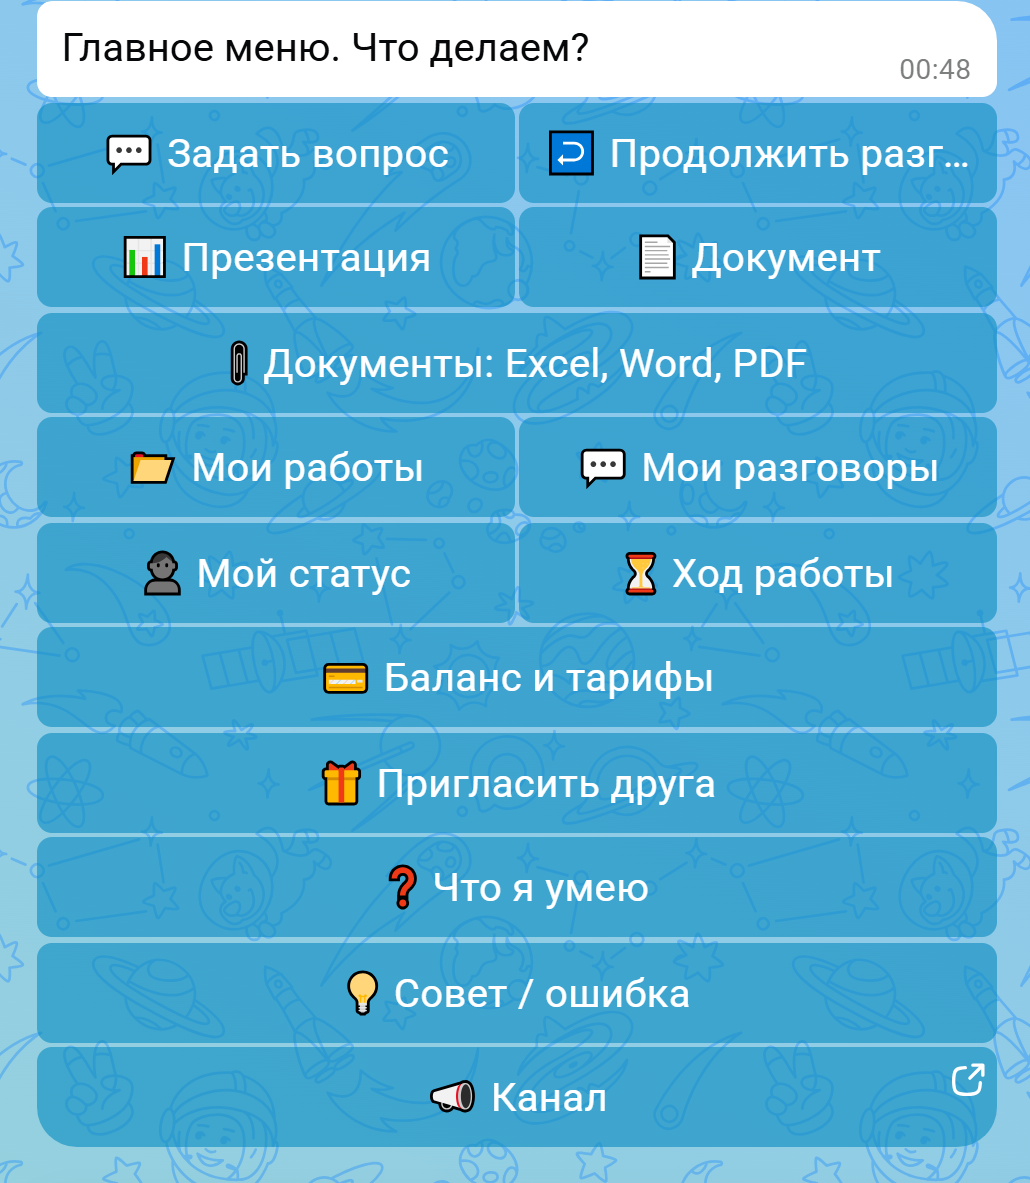 Главное меню. Что делаем?
00:48
Задать вопрос
Продолжить разг...
Презентация
Документ
Документы: Excel, Word, PDF
Мои работы
Мои разговоры
Мой статус
Ход работы
Баланс и тарифы
Пригласить друга
Что я умею
Совет / ошибка
Канал